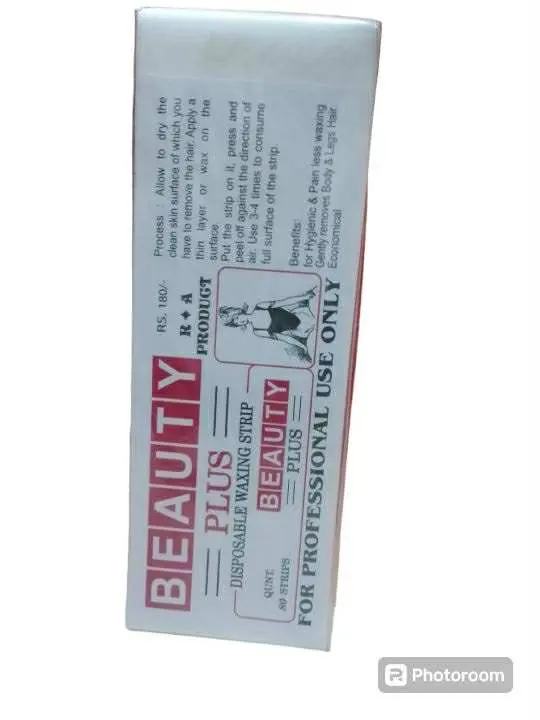 BEAUTY
PLUS
DISPOSABLE WAXING STRIP
QUNT.
80 STRIPS
BEAUTY
PLUS
FOR PROFESSIONAL USE ONLY
RS. 180/-
R ✦ A
PRODUCT
Process : Allow to dry the
clean skin surface of which you
have to remove the hair. Apply a
thin layer or wax on the
surface.
Put the strip on it, press and
peel off against the direction of
air. Use 3-4 times to consume
full surface of the strip.
Benefits:
for Hygienic & Pain less waxing
Gently removes Body & Legs Hair.
Economical
Photoroom